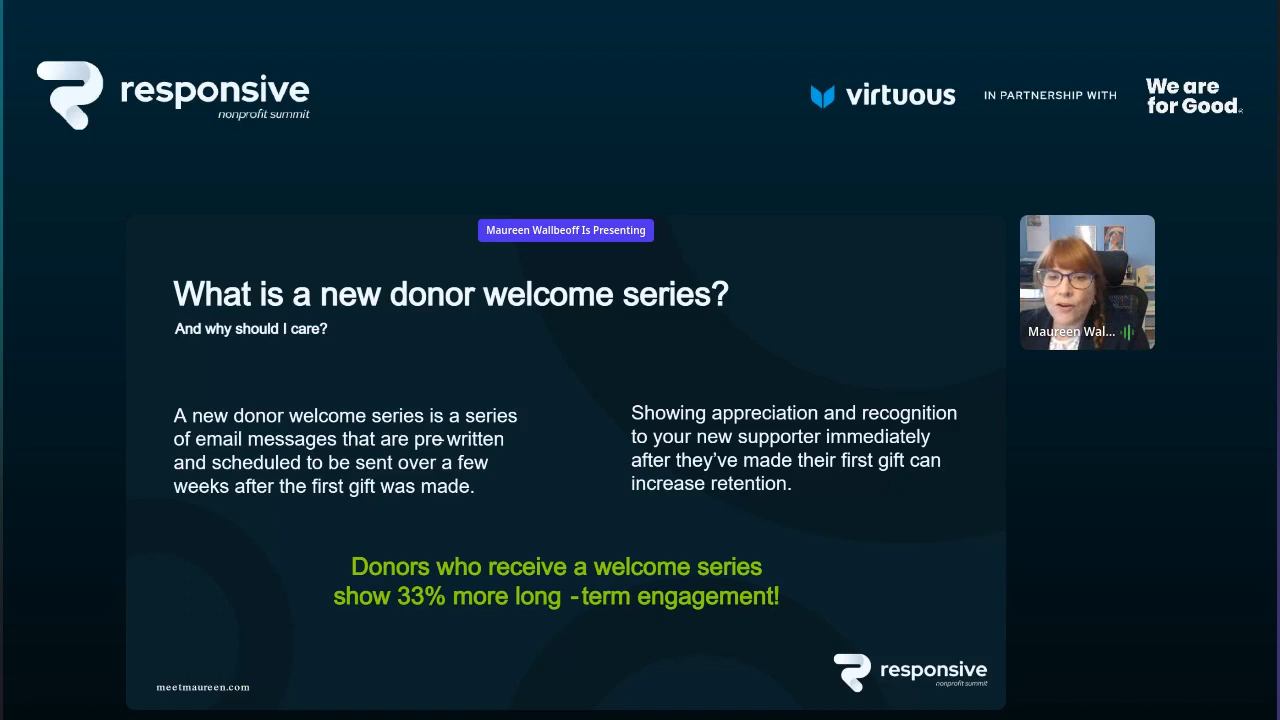 responsive
nonprofit summit
virtuous
IN PARTNERSHIP WITH
We are
for Good.
Maureen Wallbeoff Is Presenting
What is a new donor welcome series?
And why should I care?
A new donor welcome series is a series
of email messages that are pre-written
and scheduled to be sent over a few
weeks after the first gift was made.
Showing appreciation and recognition
to your new supporter immediately
after they’ve made their first gift can
increase retention.
Donors who receive a welcome series
show 33% more long -term engagement!
meetmaureen.com
responsive
nonprofit summit
Maureen Wal...